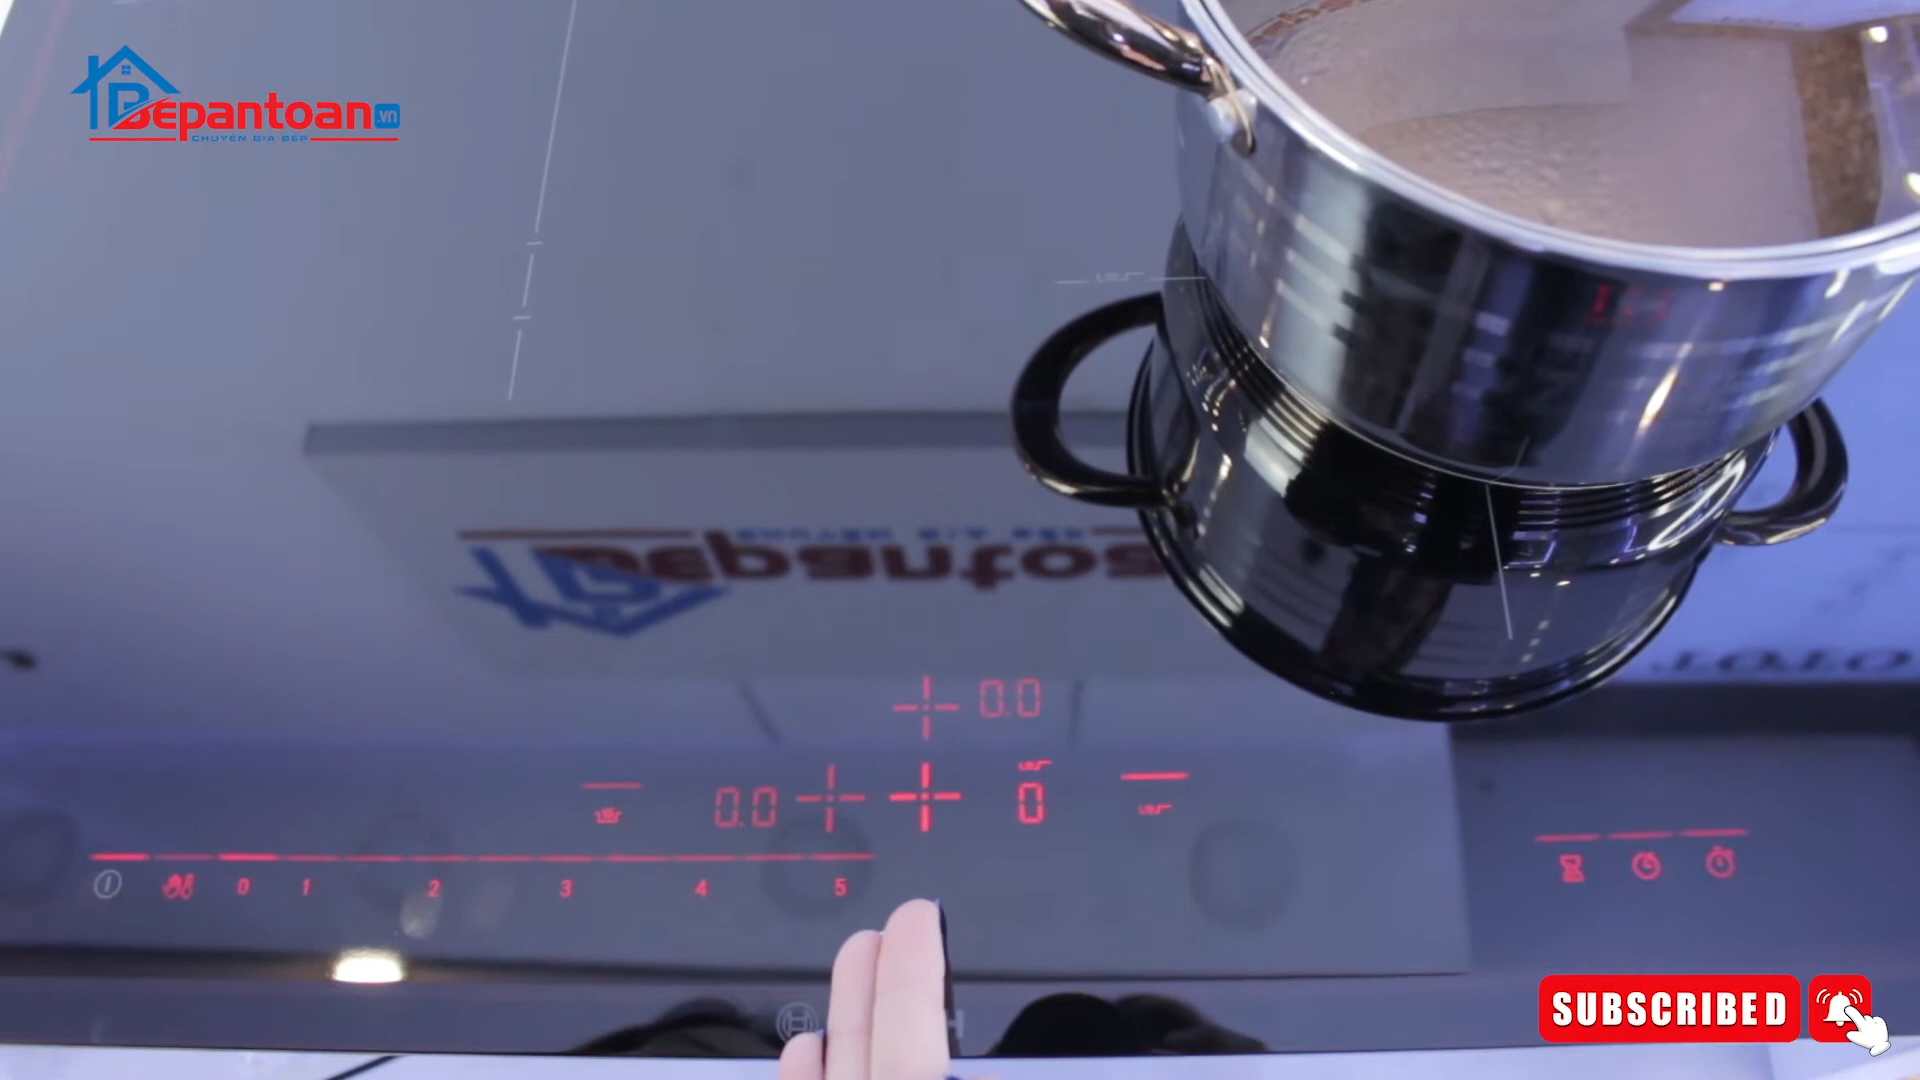 Bepantoan.vn
CHUYÊN GIA BẾP
0.0
0.0
0
0 1 2 3 4 5
SUBSCRIBED